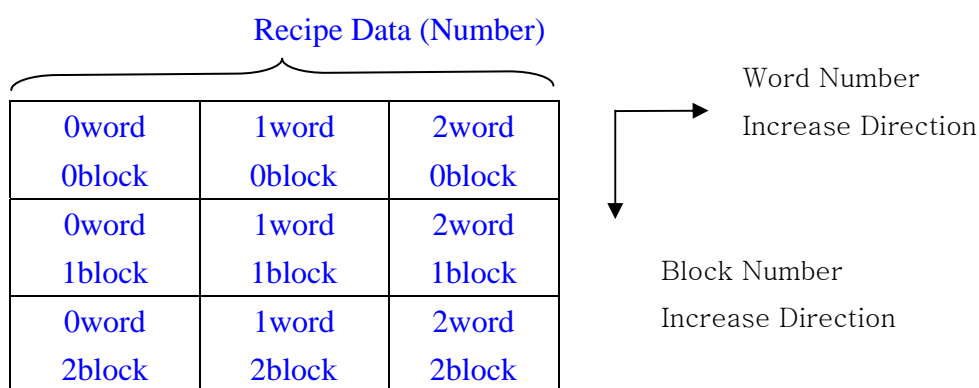 Recipe Data (Number)
Word Number
Increase Direction
0word 1word 2word
0block 0block 0block
0word 1word 2word
1block 1block 1block
0word 1word 2word
2block 2block 2block
Block Number
Increase Direction